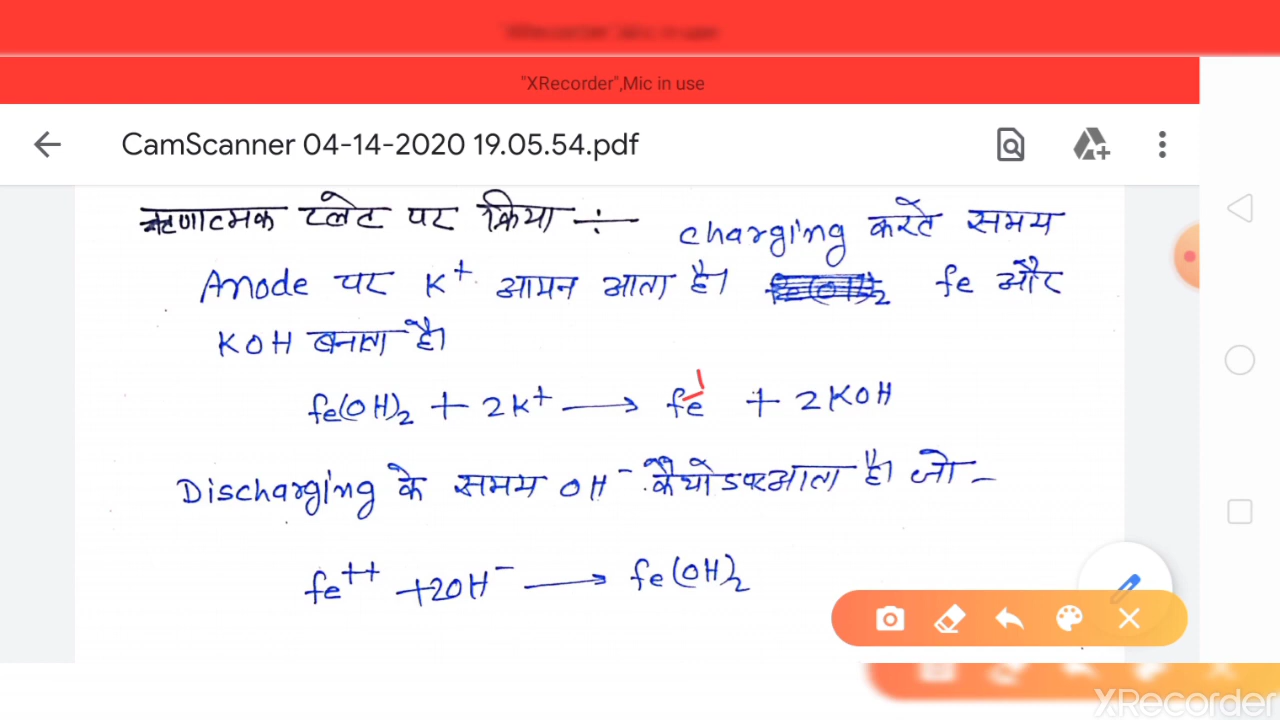 "XRecorder",Mic in use
CamScanner 04-14-2020 19.05.54.pdf
ऋणात्मक प्लेट पर क्रिया ÷ charging करते समय
Anode पर K+ आयन आता है। fe और
KOH बनता है।
fe(OH)2 + 2K+ → fe + 2KOH
Discharging के समय OH- कैथोड पर आता है। जो -
fe++ +2OH- → fe(OH)2
XRecorder